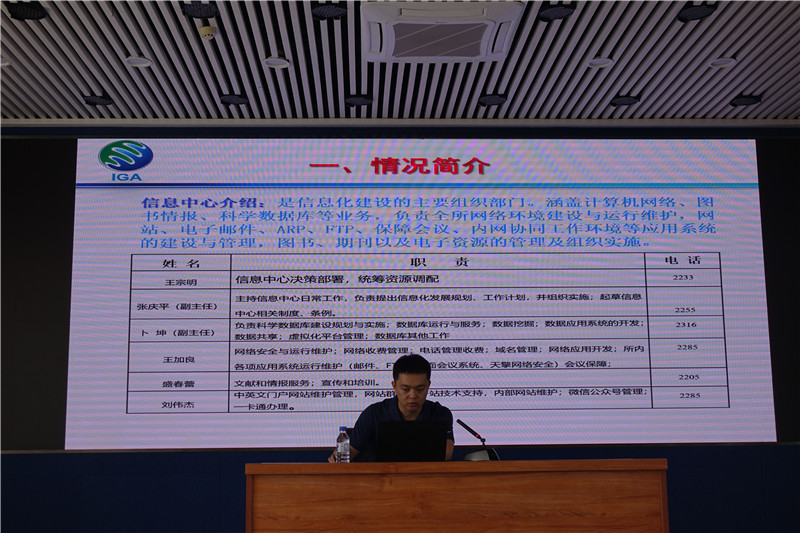 IGA
一、情况简介
信息中心介绍：是信息化建设的主要组织部门。涵盖计算机网络、图
书情报、科学数据库等业务，负责全所网络环境建设与运行维护，网
站、电子邮件、ARP、FTP、保障会议、内网协同工作环境等应用系统
的建设与管理，图书、期刊以及电子资源的管理及组织实施。
姓 名 职 责 电 话
王宗明 信息中心决策部署，统筹资源调配 2233
张庆平（副主任） 主持信息中心日常工作，负责提出信息化发展规划、工作计划，并组织实施；起草信息
中心相关制度、条例。 2255
卜 坤（副主任） 负责科学数据库建设规划与实施；数据库运行与服务；数据挖掘；数据应用系统的开发； 2316
数据共享；虚拟化平台管理；数据库其他工作
王加良 网络安全与运行维护；网络收费管理；电话管理收费；域名管理；网络应用开发；所内 2285
各项应用系统运行维护（邮件、F 面会议系统、天擎网络安全）会议保障；
盛春蕾 文献和情报服务；宣传和培训。 2205
刘伟杰 中英文门户网站维护管理，网站群 站技术支持，内部网站维护；微信公众号管理； 2285
一卡通办理。